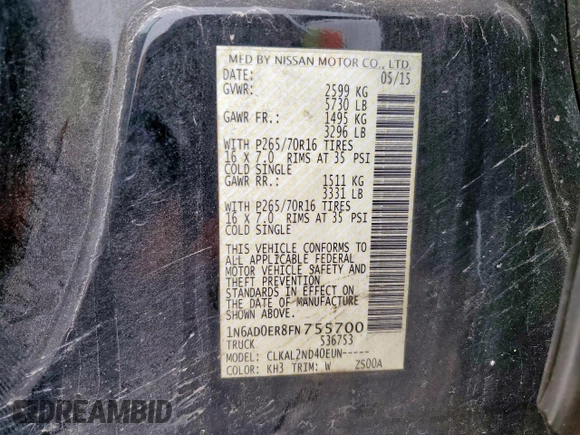 MFD BY NISSAN MOTOR CO., LTD.
DATE: 05/15
GVWR: 2599 KG
5730 LB
GAWR FR.: 1495 KG
3296 LB
WITH P265/70R16 TIRES
16 X 7.0 RIMS AT 35 PSI
COLD SINGLE
GAWR RR.: 1511 KG
3331 LB
WITH P265/70R16 TIRES
16 X 7.0 RIMS AT 35 PSI
COLD SINGLE
THIS VEHICLE CONFORMS TO
ALL APPLICABLE FEDERAL
MOTOR VEHICLE SAFETY AND
THEFT PREVENTION
STANDARDS IN EFFECT ON
THE DATE OF MANUFACTURE.
1N6AD0ER8FN755700
TRUCK 536753
MODEL: CLKAL2ND40EUN-----
COLOR: KH3 TRIM: W 2S00A
DREAMBID